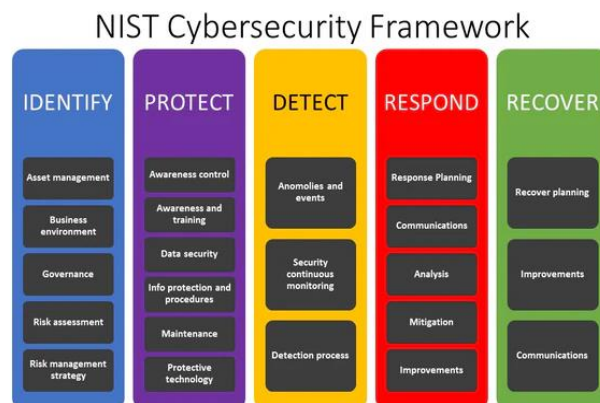 NIST Cybersecurity Framework
IDENTIFY
Asset management
Business
environment
Governance
Risk assessment
Risk management
strategy
PROTECT
Awareness control
Awareness and
training
Data security
Info protection and
procedures
Maintenance
Protective
technology
DETECT
Anomolies and
events
Security
continuous
monitoring
Detection process
RESPOND
Response Planning
Communications
Analysis
Mitigation
Improvements
RECOVER
Recover planning
Improvements
Communications